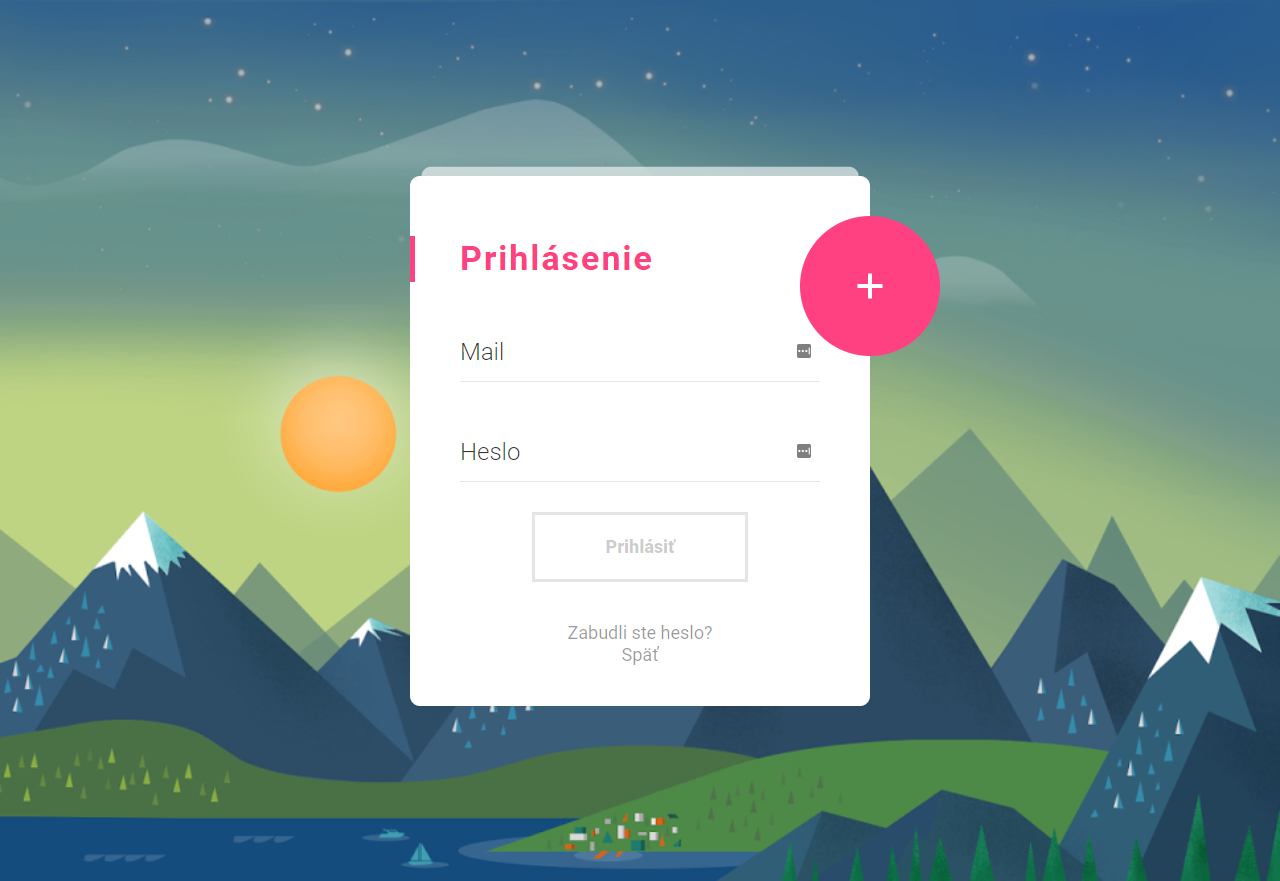 Prihlásenie
+
Mail
Heslo
Prihlásiť
Zabudli ste heslo?
Späť